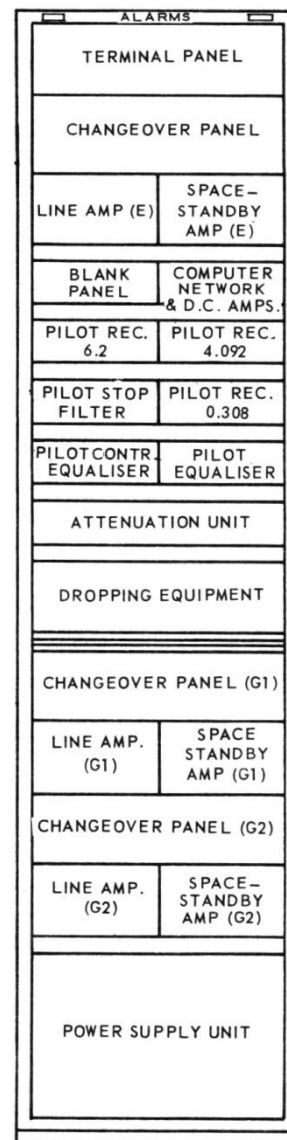 ALARMS
TERMINAL PANEL
CHANGEOVER PANEL
LINE AMP (E)
SPACE-
STANDBY
AMP (E)
BLANK
PANEL
COMPUTER
NETWORK
& D.C. AMPS.
PILOT REC.
6.2
PILOT REC.
4.092
PILOT STOP
FILTER
PILOT REC.
0.308
PILOT CONTR.
EQUALISER
PILOT
EQUALISER
ATTENUATION UNIT
DROPPING EQUIPMENT
CHANGEOVER PANEL (G1)
LINE AMP.
(G1)
SPACE
STANDBY
AMP (G1)
CHANGEOVER PANEL (G2)
LINE AMP.
(G2)
SPACE-
STANDBY
AMP (G2)
POWER SUPPLY UNIT